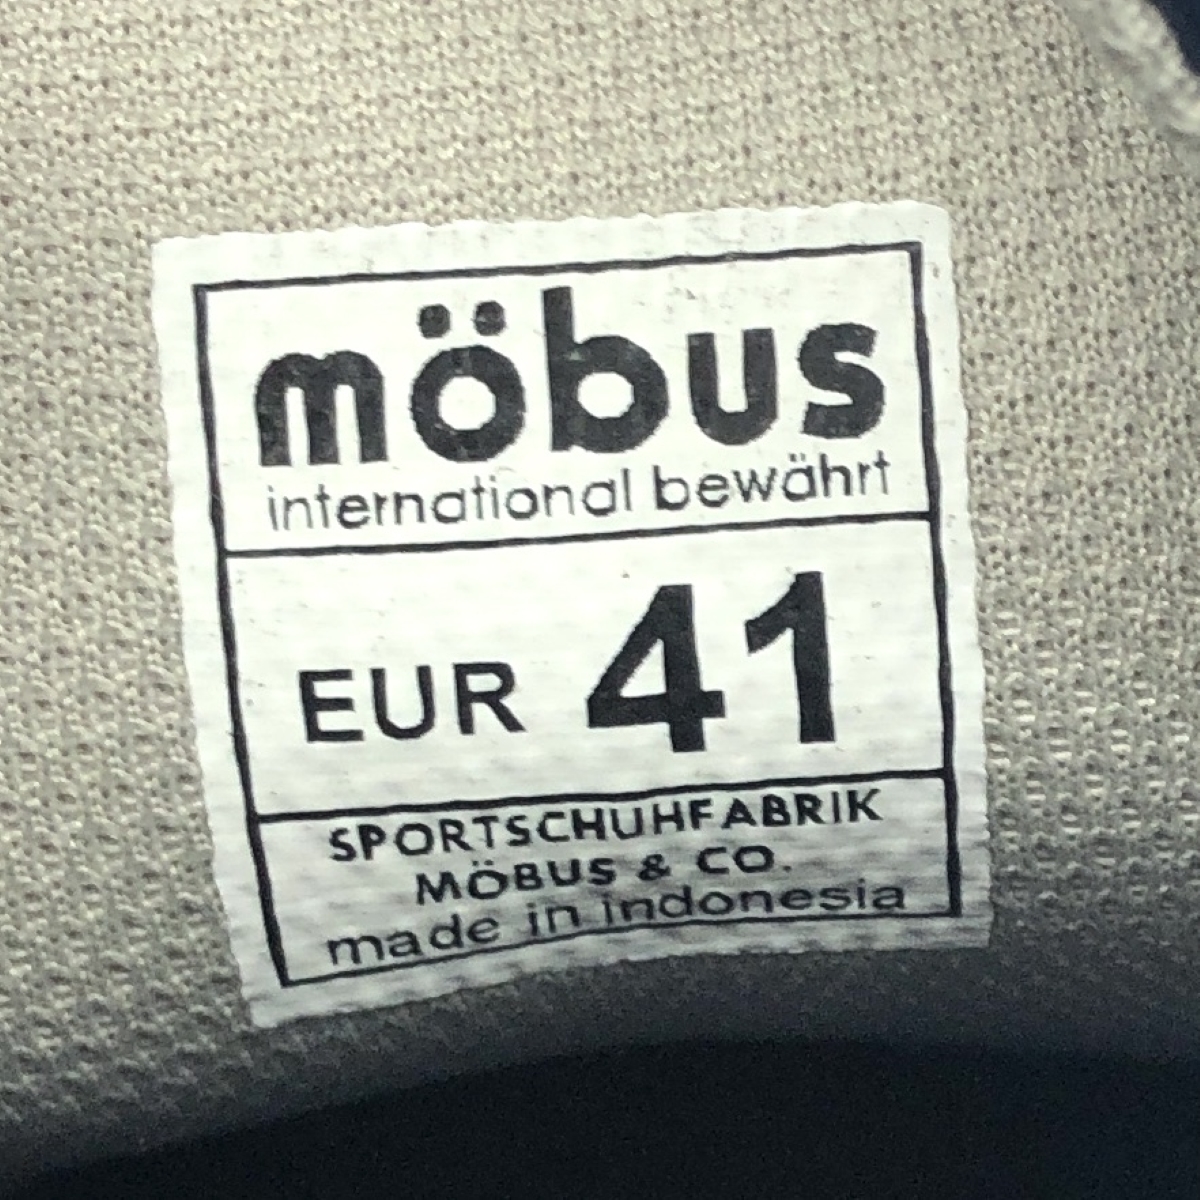 möbus
international bewährt
EUR 41
SPORTSCHUHFABRIK
MÖBUS & CO.
made in indonesia